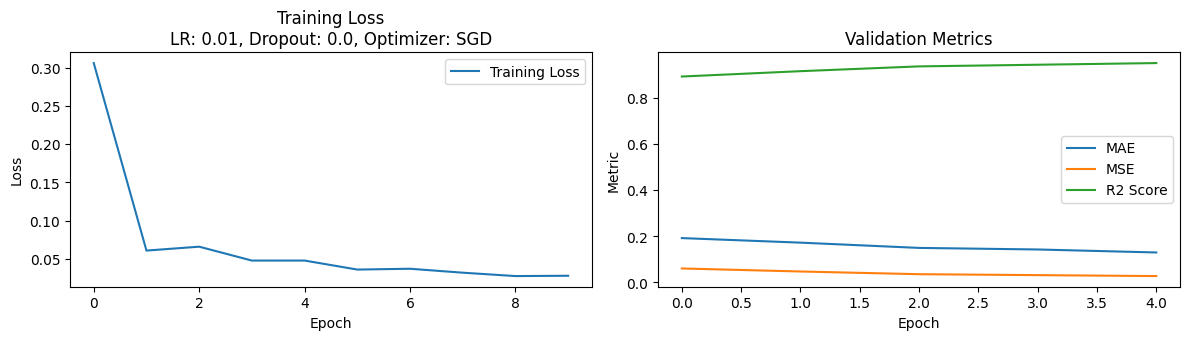 Training Loss
LR: 0.01, Dropout: 0.0, Optimizer: SGD
Training Loss
0.30
0.25
0.20
0.15
0.10
0.05
Loss
0
2
4
6
8
Epoch
Validation Metrics
MAE
MSE
R2 Score
0.8
0.6
0.4
0.2
0.0
Metric
0.0
0.5
1.0
1.5
2.0
2.5
3.0
3.5
4.0
Epoch